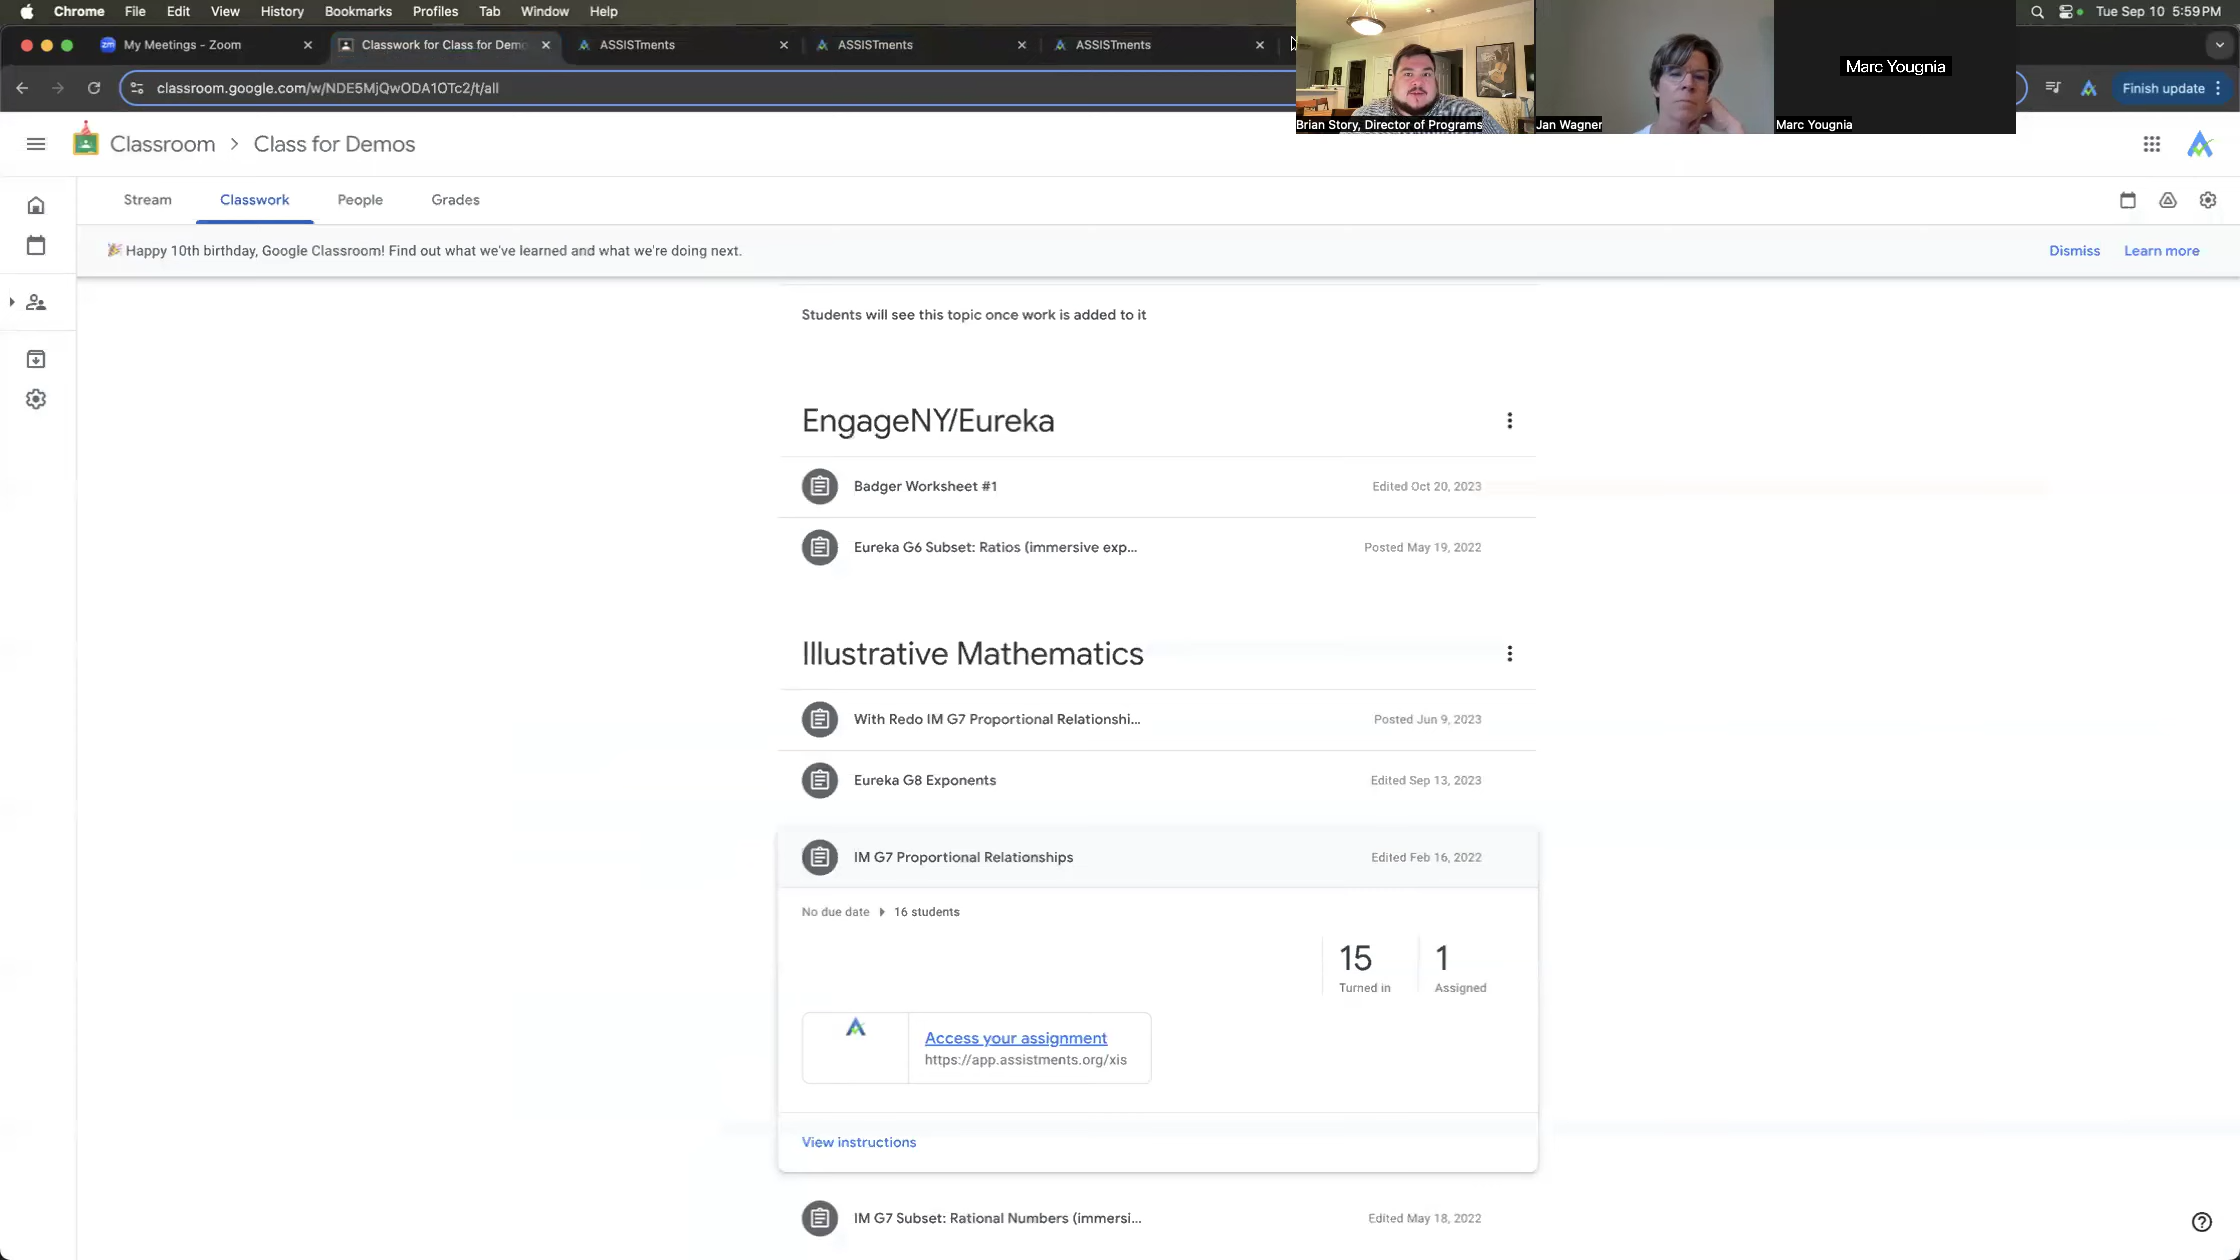 Chrome File Edit View History Bookmarks Profiles Tab Window Help
Tue Sep 10 5:59 PM
My Meetings - Zoom
Classwork for Class for Demo
ASSISTments
ASSISTments
ASSISTments
classroom.google.com/w/NDE5MjQwODA1OTc2/t/all
Finish update
Brian Story, Director of Programs
Jan Wagner
Marc Yougnia
Marc Yougnia
Classroom > Class for Demos
Stream Classwork People Grades
Happy 10th birthday, Google Classroom! Find out what we've learned and what we're doing next.
Dismiss Learn more
Students will see this topic once work is added to it
EngageNY/Eureka
Badger Worksheet #1 Edited Oct 20, 2023
Eureka G6 Subset: Ratios (immersive exp... Posted May 19, 2022
Illustrative Mathematics
With Redo IM G7 Proportional Relationshi... Posted Jun 9, 2023
Eureka G8 Exponents Edited Sep 13, 2023
IM G7 Proportional Relationships Edited Feb 16, 2022
No due date 16 students
15 1
Turned in Assigned
Access your assignment
https://app.assistments.org/xis
View instructions
IM G7 Subset: Rational Numbers (immersi... Edited May 18, 2022